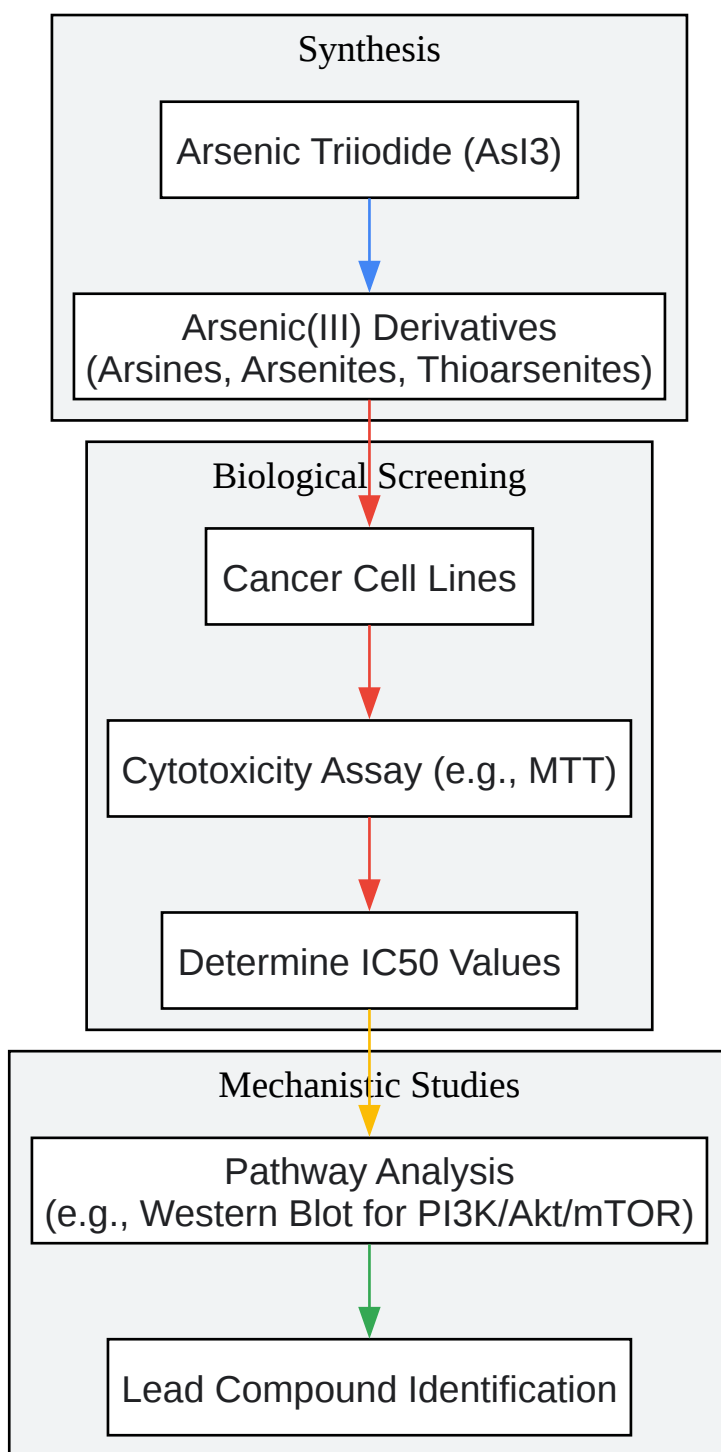 Synthesis
Arsenic Triiodide (AsI3)
Arsenic(III) Derivatives
(Arsines, Arsenites, Thioarsenites)
Biological Screening
Cancer Cell Lines
Cytotoxicity Assay (e.g., MTT)
Determine IC50 Values
Mechanistic Studies
Pathway Analysis
(e.g., Western Blot for PI3K/Akt/mTOR)
Lead Compound Identification